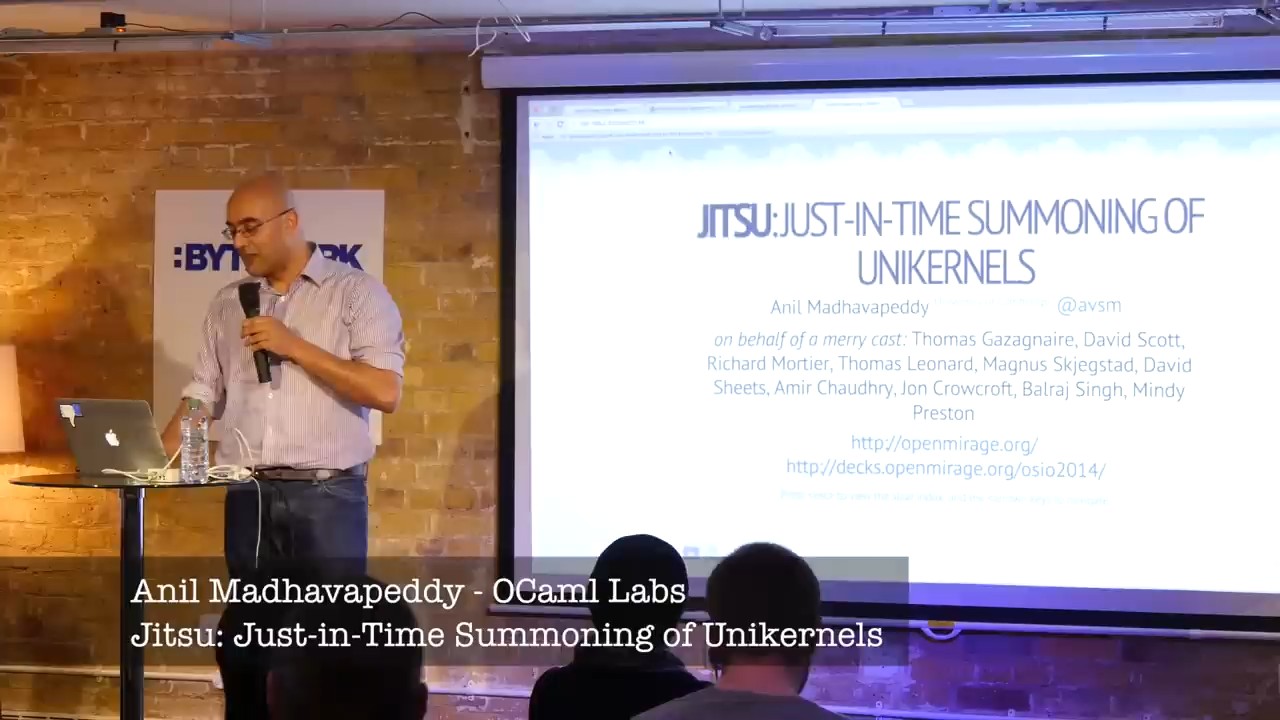 :BYT RK
JITSU: JUST-IN-TIME SUMMONING OF
UNIKERNELS
Anil Madhavapeddy
@avsm
on behalf of a merry cast: Thomas Gazagnaire, David Scott,
Richard Mortier, Thomas Leonard, Magnus Skjegstad, David
Sheets, Amir Chaudhry, Jon Crowcroft, Balraj Singh, Mindy
Preston
http://openmirage.org/
http://decks.openmirage.org/osio2014/
Anil Madhavapeddy - OCaml Labs
Jitsu: Just-in-Time Summoning of Unikernels